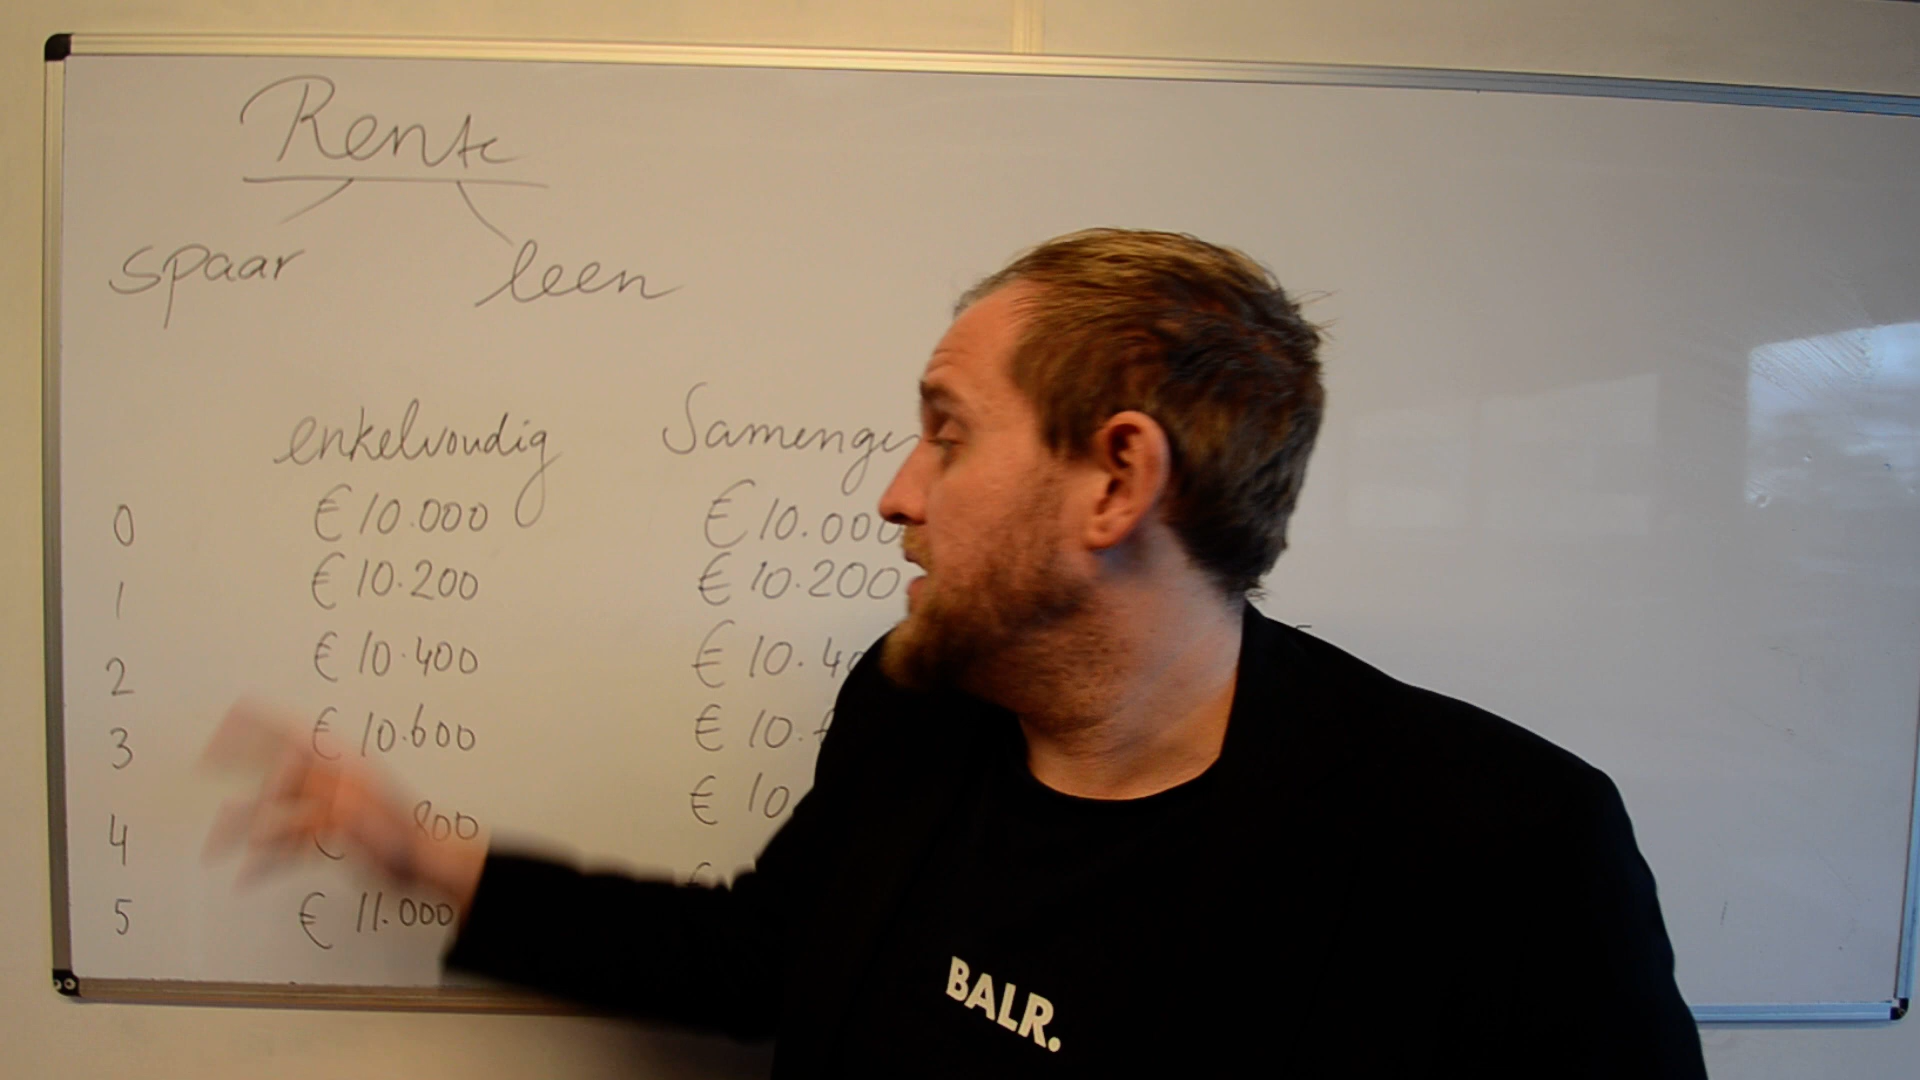 Rente
spaar leen
enkelvoudig Samenge
0 € 10.000 € 10.000
1 € 10.200 € 10.200
2 € 10.400 € 10.40
3 € 10.600 € 10.
4 € 800 € 10
5 € 11.000 €
BALR.